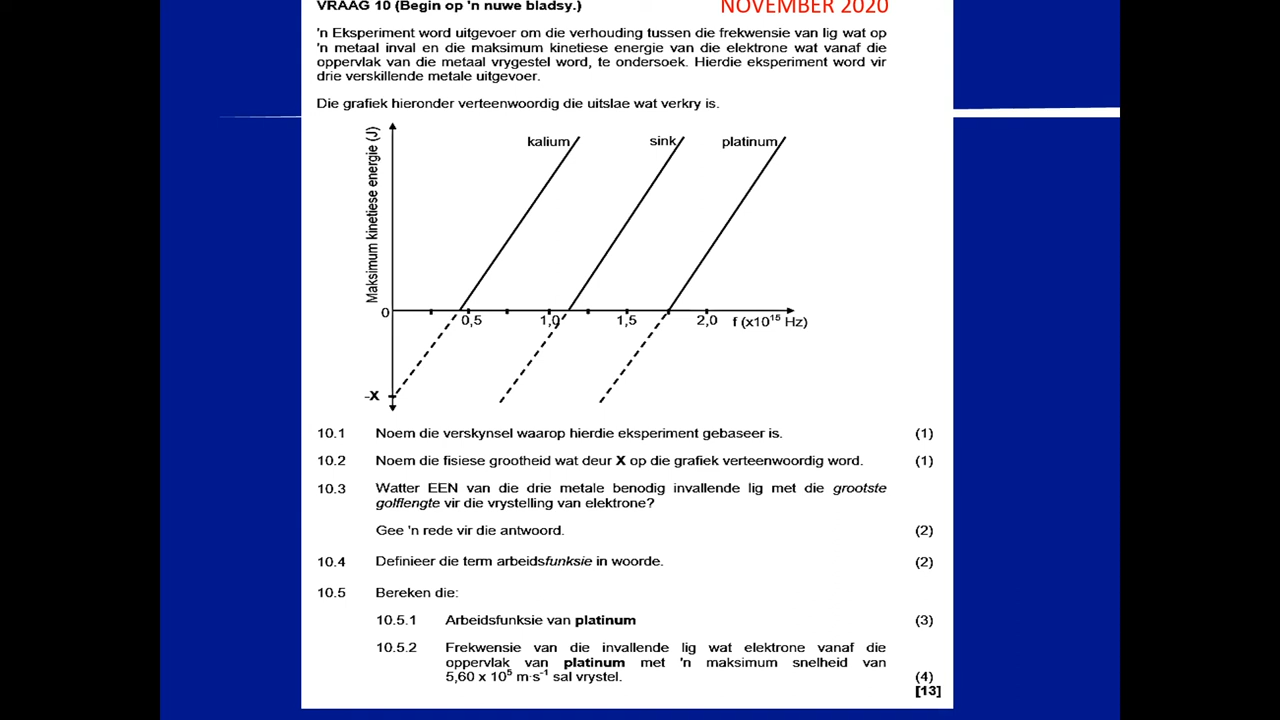 VRAAG 10 (Begin op 'n nuwe bladsy.)
NOVEMBER 2020
'n Eksperiment word uitgevoer om die verhouding tussen die frekwensie van lig wat op
'n metaal inval en die maksimum kinetiese energie van die elektrone wat vanaf die
oppervlak van die metaal vrygestel word, te ondersoek. Hierdie eksperiment word vir
drie verskillende metale uitgevoer.
Die grafiek hieronder verteenwoordig die uitslae wat verkry is.
Maksimum kinetiese energie (J)
kalium
sink
platinum
0
0,5
1,0
1,5
2,0
f (x10¹⁵ Hz)
-X
10.1 Noem die verskynsel waarop hierdie eksperiment gebaseer is. (1)
10.2 Noem die fisiese grootheid wat deur X op die grafiek verteenwoordig word. (1)
10.3 Watter EEN van die drie metale benodig invallende lig met die grootste
golflengte vir die vrystelling van elektrone?
Gee 'n rede vir die antwoord. (2)
10.4 Definieer die term arbeidsfunksie in woorde. (2)
10.5 Bereken die:
10.5.1 Arbeidsfunksie van platinum (3)
10.5.2 Frekwensie van die invallende lig wat elektrone vanaf die
oppervlak van platinum met 'n maksimum snelheid van
5,60 x 10⁵ m·s⁻¹ sal vrystel. (4)
[13]